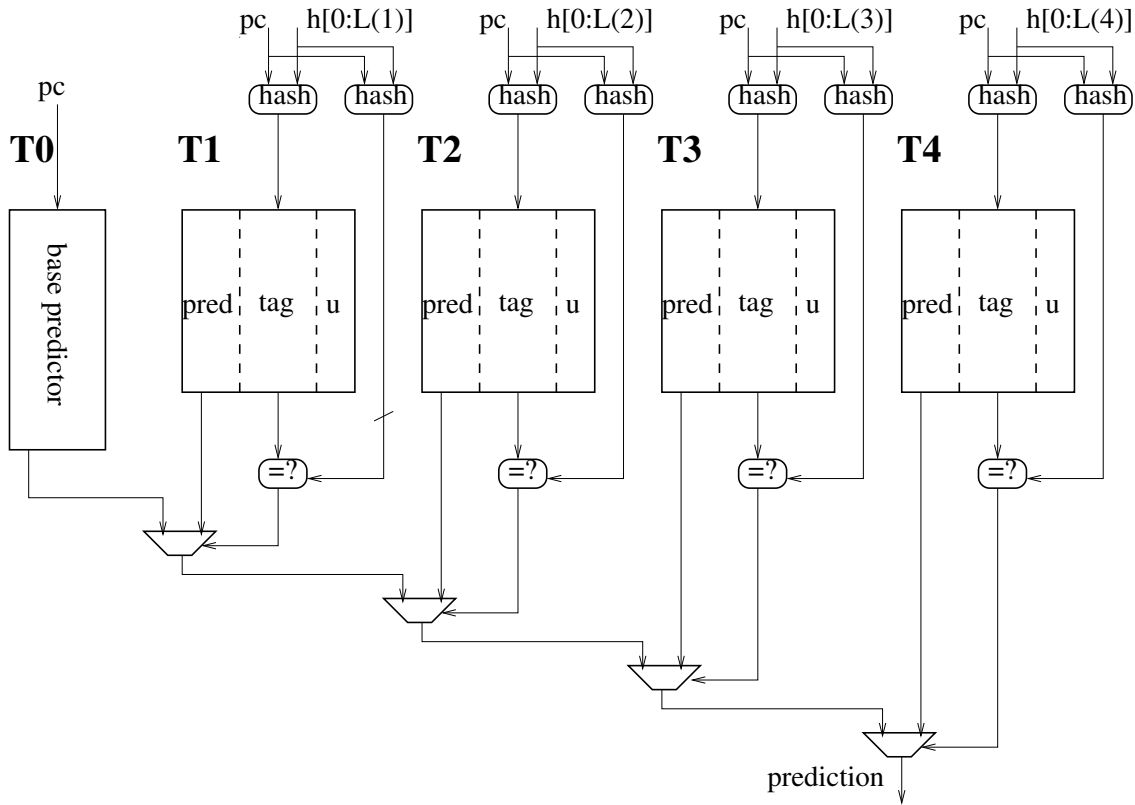 pc h[0:L(1)] pc h[0:L(2)] pc h[0:L(3)] pc h[0:L(4)]
pc hash hash hash hash hash hash hash hash
T0 T1 T2 T3 T4
base predictor
pred tag u pred tag u pred tag u pred tag u
=? =? =? =?
prediction